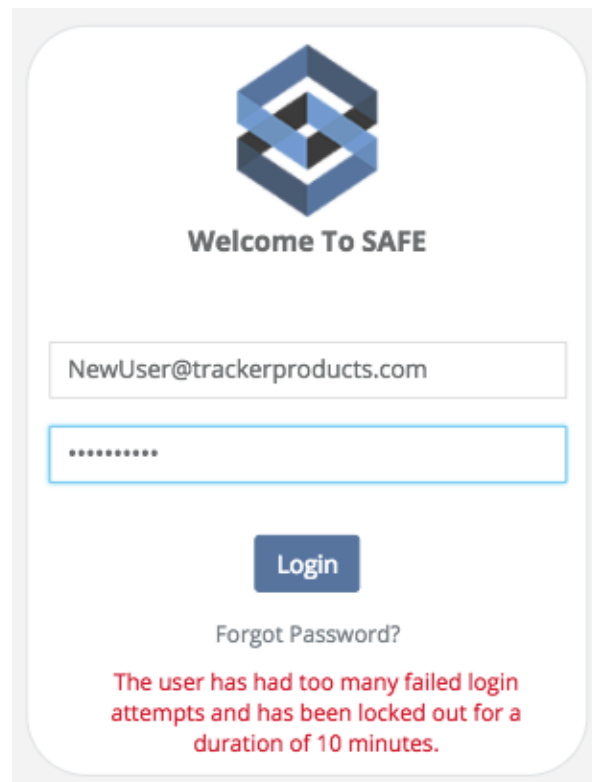 Welcome To SAFE
NewUser@trackerproducts.com
••••••••••
Login
Forgot Password?
The user has had too many failed login
attempts and has been locked out for a
duration of 10 minutes.